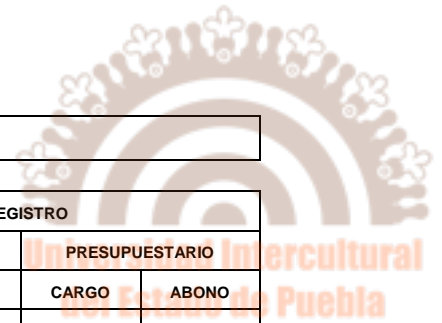 EGISTRO
Universidad Intercultural
PRESUPUESTARIO
CARGO ABONO
del Estado de Puebla